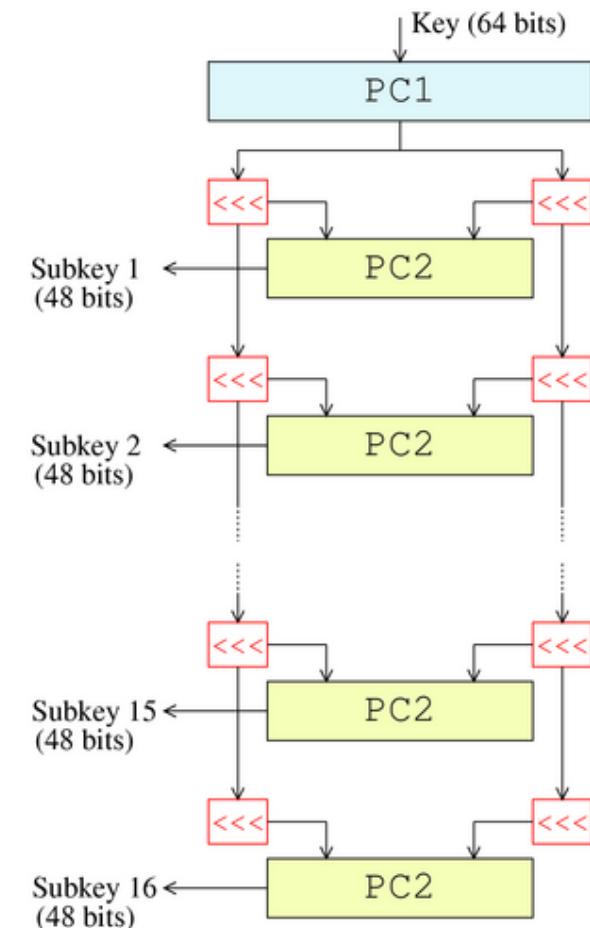 Key (64 bits)
PC1
<<< <<<
Subkey 1 PC2
(48 bits)
<<< <<<
Subkey 2 PC2
(48 bits)
<<< <<<
Subkey 15 PC2
(48 bits)
<<< <<<
Subkey 16 PC2
(48 bits)